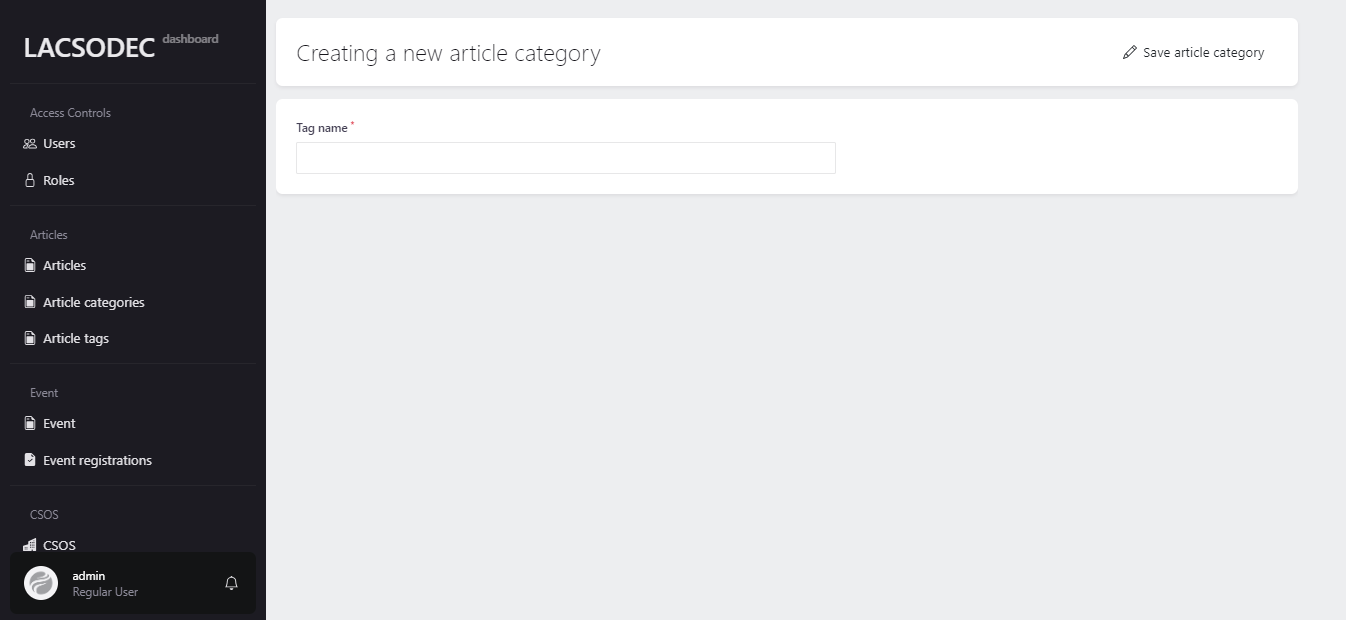 LACSODEC dashboard
Access Controls
Users
Roles
Articles
Articles
Article categories
Article tags
Event
Event
Event registrations
CSOS
CSOS
admin
Regular User
Creating a new article category
Save article category
Tag name *